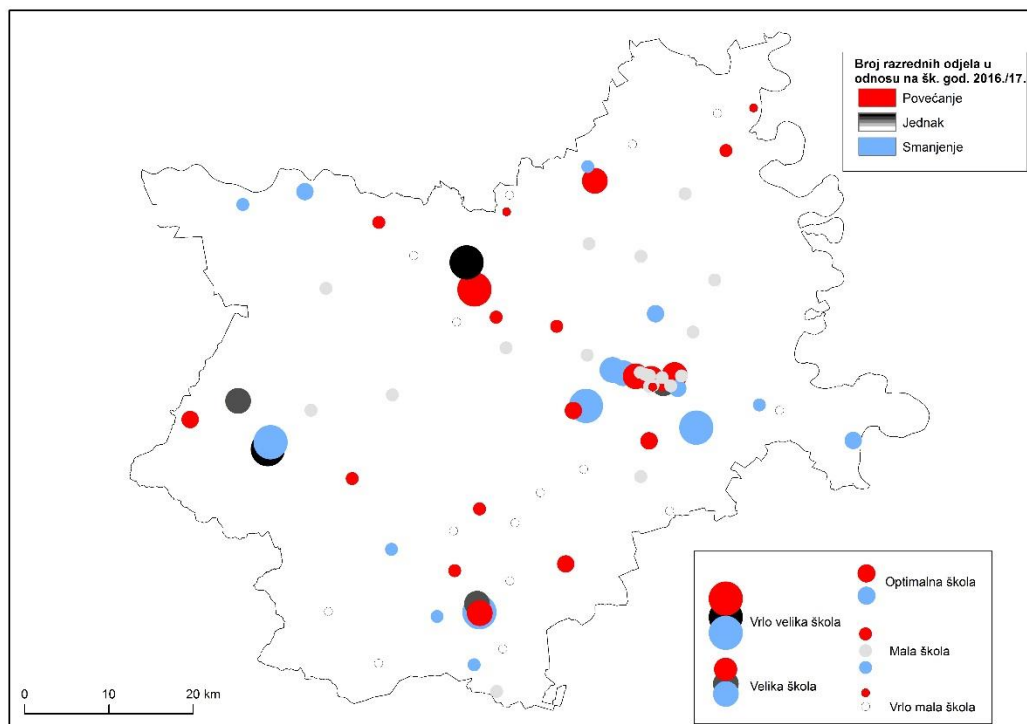 Broj razrednih odjela u
odnosu na šk. god. 2016./17.
Povećanje
Jednak
Smanjenje
Optimalna škola
Vrlo velika škola
Mala škola
Velika škola
Vrlo mala škola
0 10 20 km